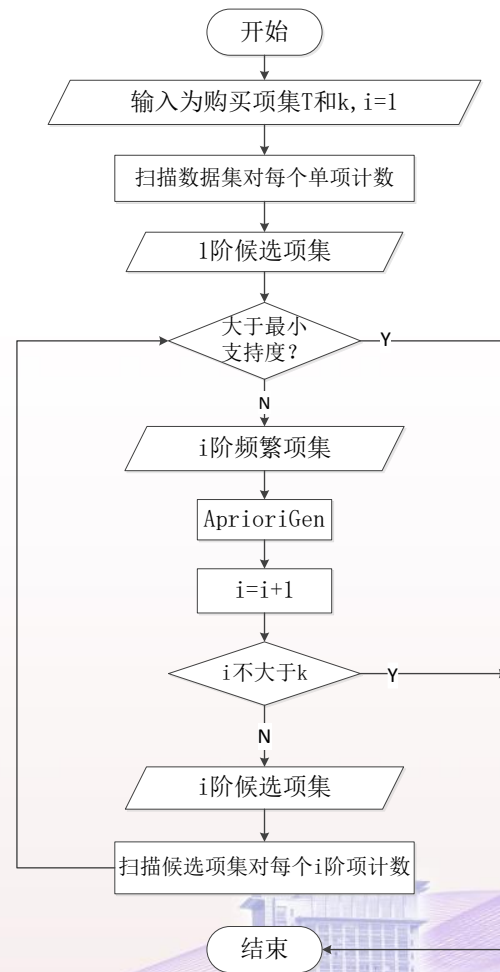 开始
输入为购买项集T和k,i=1
扫描数据集对每个单项计数
1阶候选项集
大于最小
支持度?
Y
N
i阶频繁项集
AprioriGen
i=i+1
i不大于k
Y
N
i阶候选项集
扫描候选项集对每个i阶项计数
结束